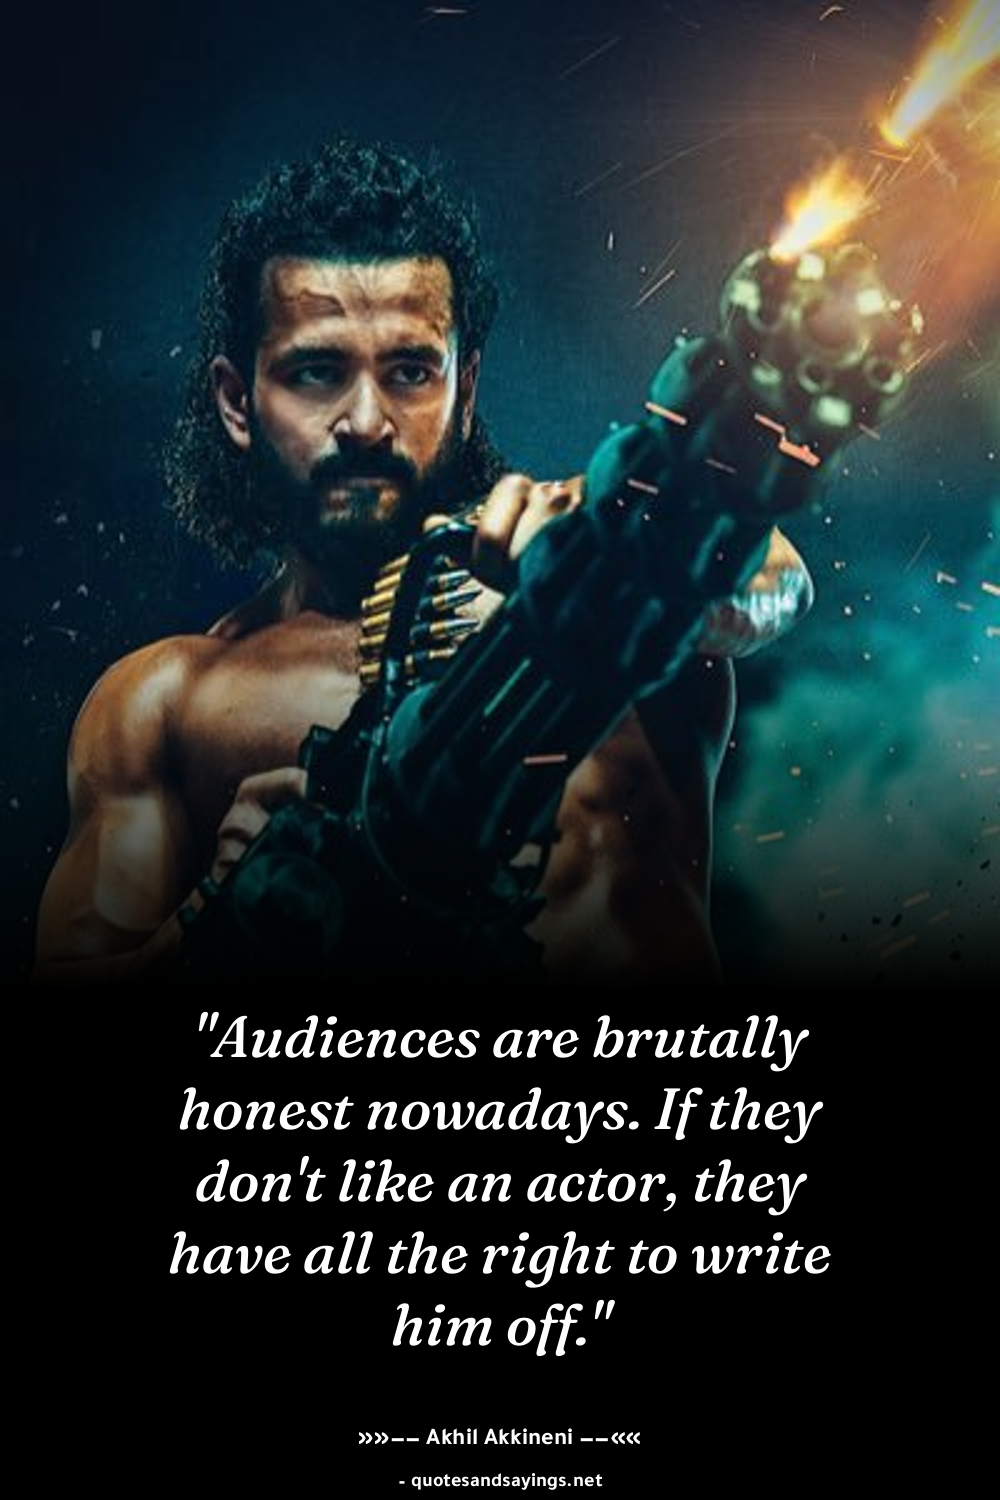 "Audiences are brutally
honest nowadays. If they
don't like an actor, they
have all the right to write
him off."
»»–– Akhil Akkineni ––««
- quotesandsayings.net